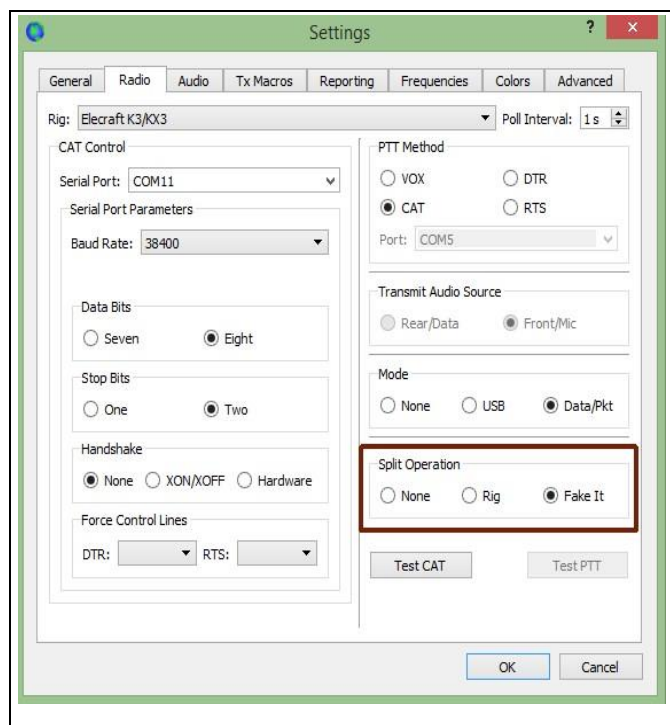 Settings
?
General Radio Audio Tx Macros Reporting Frequencies Colors Advanced
Rig: Elecraft K3/KX3 Poll Interval: 1 s
CAT Control
Serial Port: COM11
Serial Port Parameters
Baud Rate: 38400
Data Bits
Seven Eight
Stop Bits
One Two
Handshake
None XON/XOFF Hardware
Force Control Lines
DTR: RTS:
PTT Method
VOX DTR
CAT RTS
Port: COM5
Transmit Audio Source
Rear/Data Front/Mic
Mode
None USB Data/Pkt
Split Operation
None Rig Fake It
Test CAT Test PTT
OK Cancel